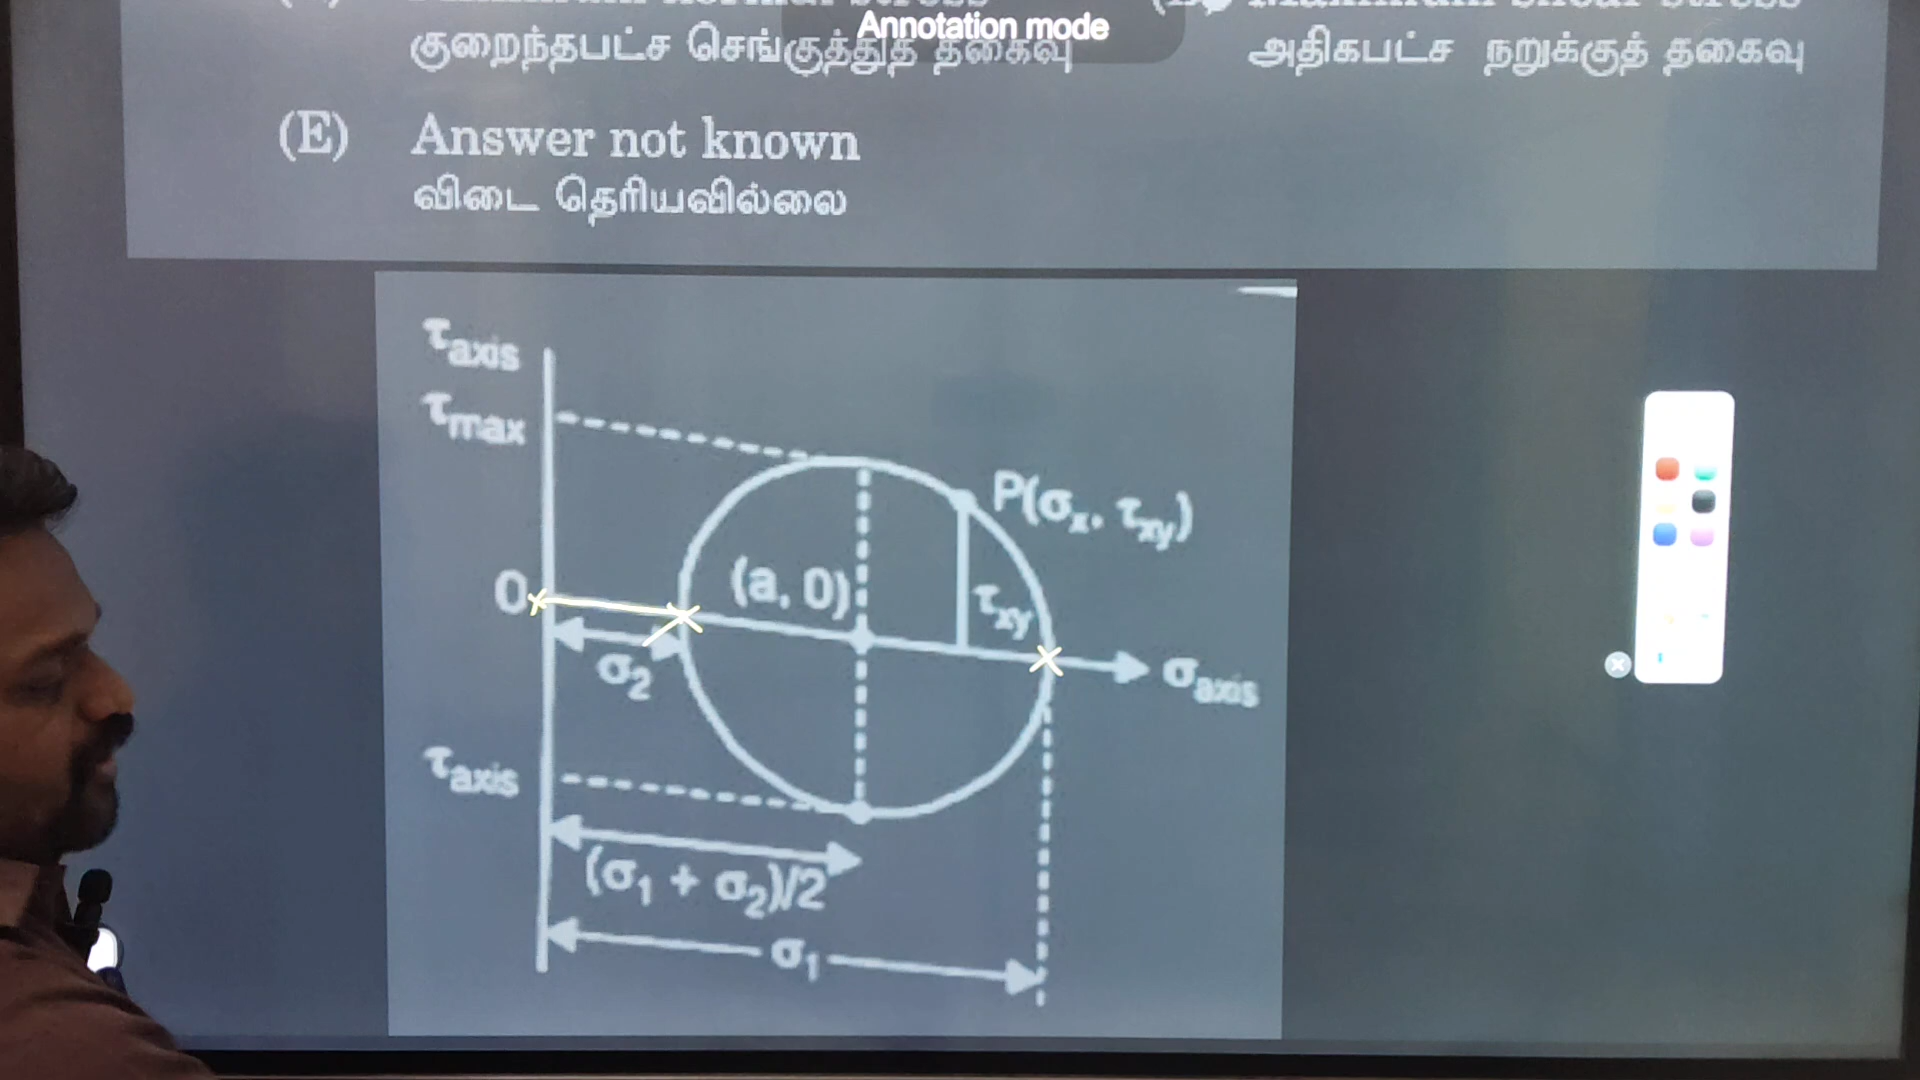 Annotation mode
குறைந்தபட்ச செங்குத்துத் தகைவு
அதிகபட்ச நறுக்குத் தகைவு
(E) Answer not known
விடை தெரியவில்லை
τaxis
τmax
P(σx, τxy)
0
(a, 0)
τxy
σ2
σaxis
τaxis
(σ1 + σ2)/2
σ1